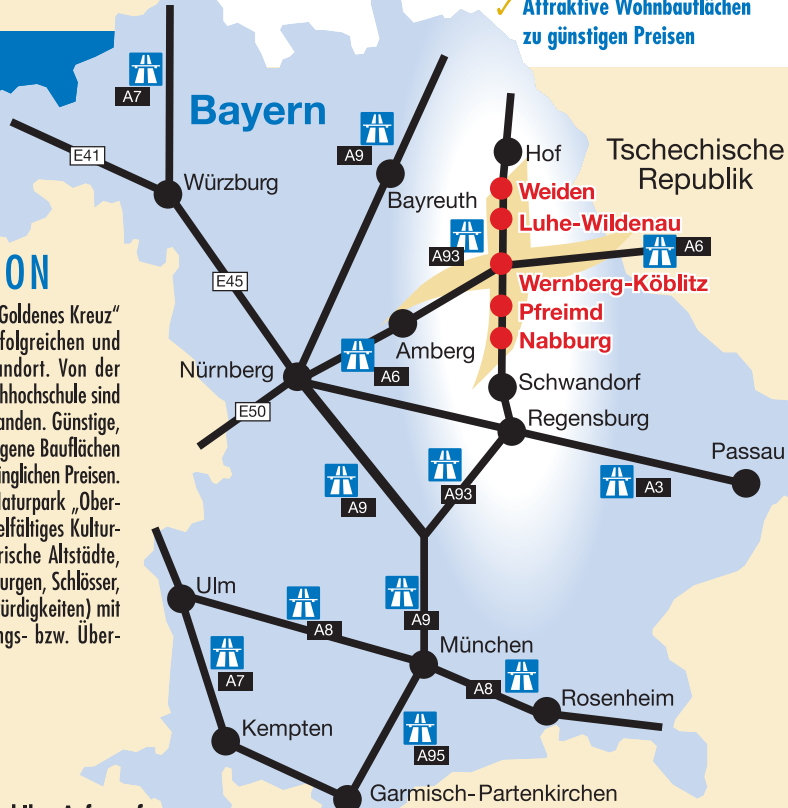 ✓ Attraktive Wohnbauflächen
zu günstigen Preisen
A7
Bayern
A9
E41
Würzburg
Bayreuth
Hof
Tschechische
Republik
Weiden
Luhe-Wildenau
A93
A6
Wernberg-Köblitz
Pfreimd
Nabburg
E45
Amberg
Nürnberg
A6
Schwandorf
E50
Regensburg
Passau
A9
A93
A3
Ulm
A8
A9
München
A7
A8
Rosenheim
Kempten
A95
Garmisch-Partenkirchen
ON
Goldenes Kreuz“
folgreichen und
andort. Von der
hhochschule sind
anden. Günstige,
gene Bauflächen
inglichen Preisen.
Naturpark „Ober-
elfältiges Kultur-
rische Altstädte,
urgen, Schlösser,
würdigkeiten) mit
ngs- bzw. Über-